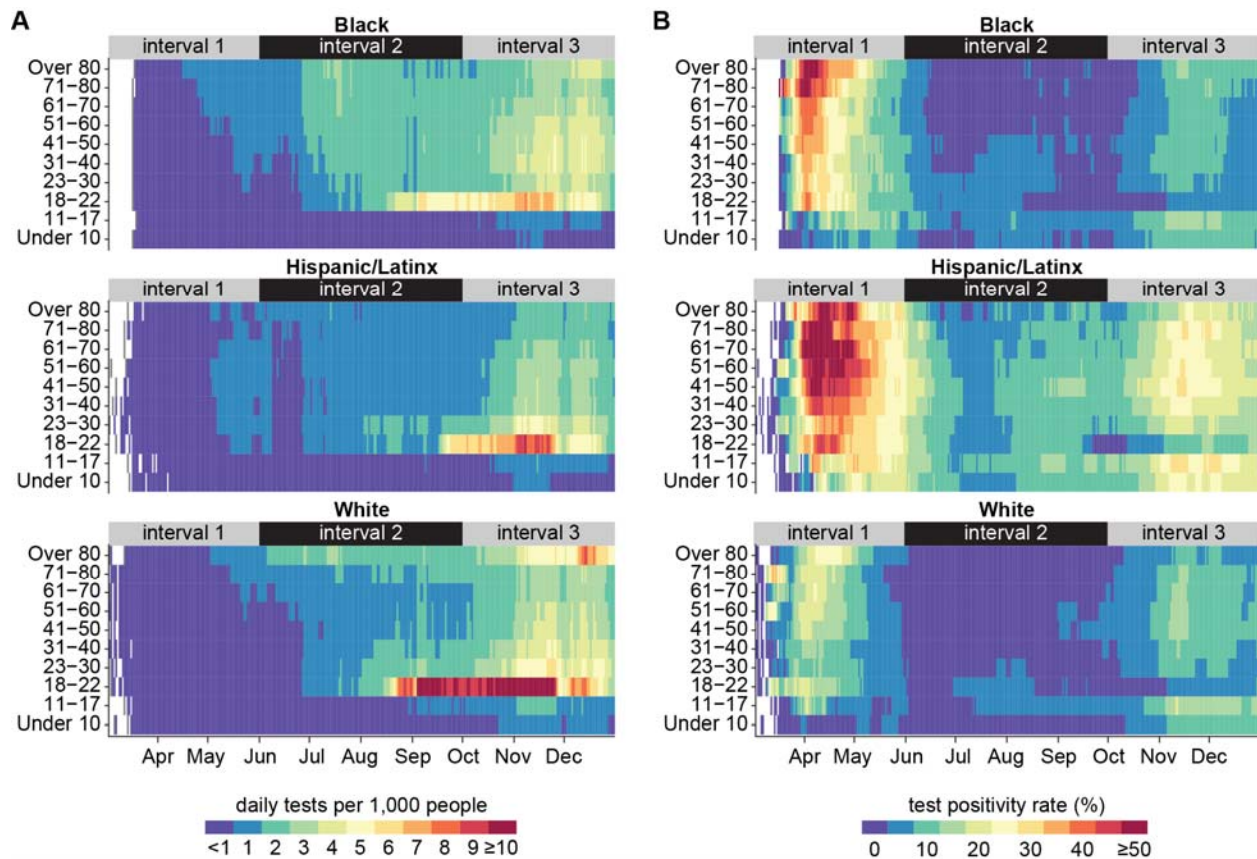 A
Black
interval 1 interval 2 interval 3
Over 80
71–80
61–70
51–60
41–50
31–40
23–30
18–22
11–17
Under 10
Hispanic/Latinx
interval 1 interval 2 interval 3
Over 80
71–80
61–70
51–60
41–50
31–40
23–30
18–22
11–17
Under 10
White
interval 1 interval 2 interval 3
Over 80
71–80
61–70
51–60
41–50
31–40
23–30
18–22
11–17
Under 10
Apr May Jun Jul Aug Sep Oct Nov Dec
daily tests per 1,000 people
<1 1 2 3 4 5 6 7 8 9 ≥10
B
Black
interval 1 interval 2 interval 3
Over 80
71–80
61–70
51–60
41–50
31–40
23–30
18–22
11–17
Under 10
Hispanic/Latinx
interval 1 interval 2 interval 3
Over 80
71–80
61–70
51–60
41–50
31–40
23–30
18–22
11–17
Under 10
White
interval 1 interval 2 interval 3
Over 80
71–80
61–70
51–60
41–50
31–40
23–30
18–22
11–17
Under 10
Apr May Jun Jul Aug Sep Oct Nov Dec
test positivity rate (%)
0 10 20 30 40 ≥50